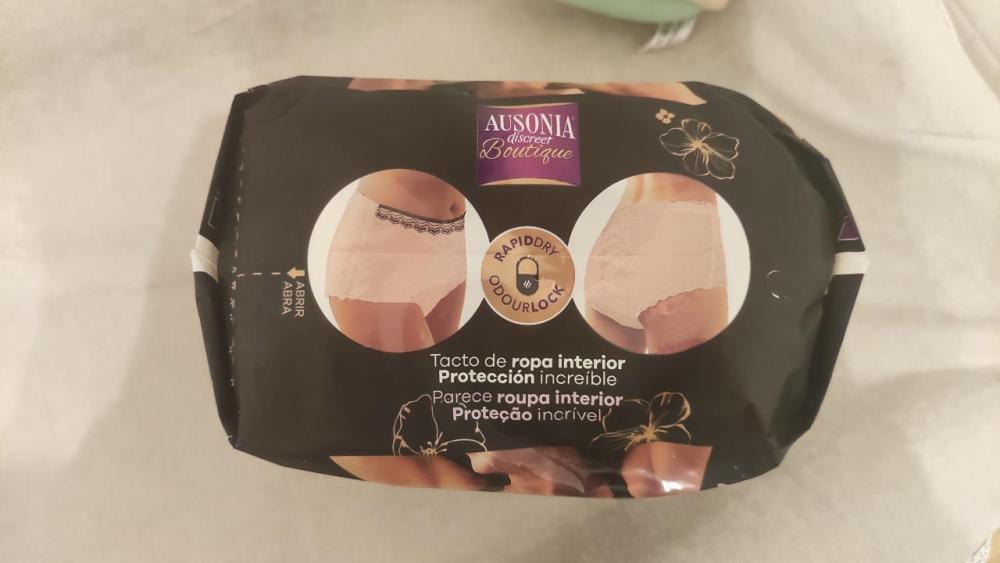 AUSONIA
discreet
Boutique
RAPIDDRY
ODOURLOCK
ABRIR
ABRA
Tacto de ropa interior
Protección increíble
Parece roupa interior
Proteção incrível